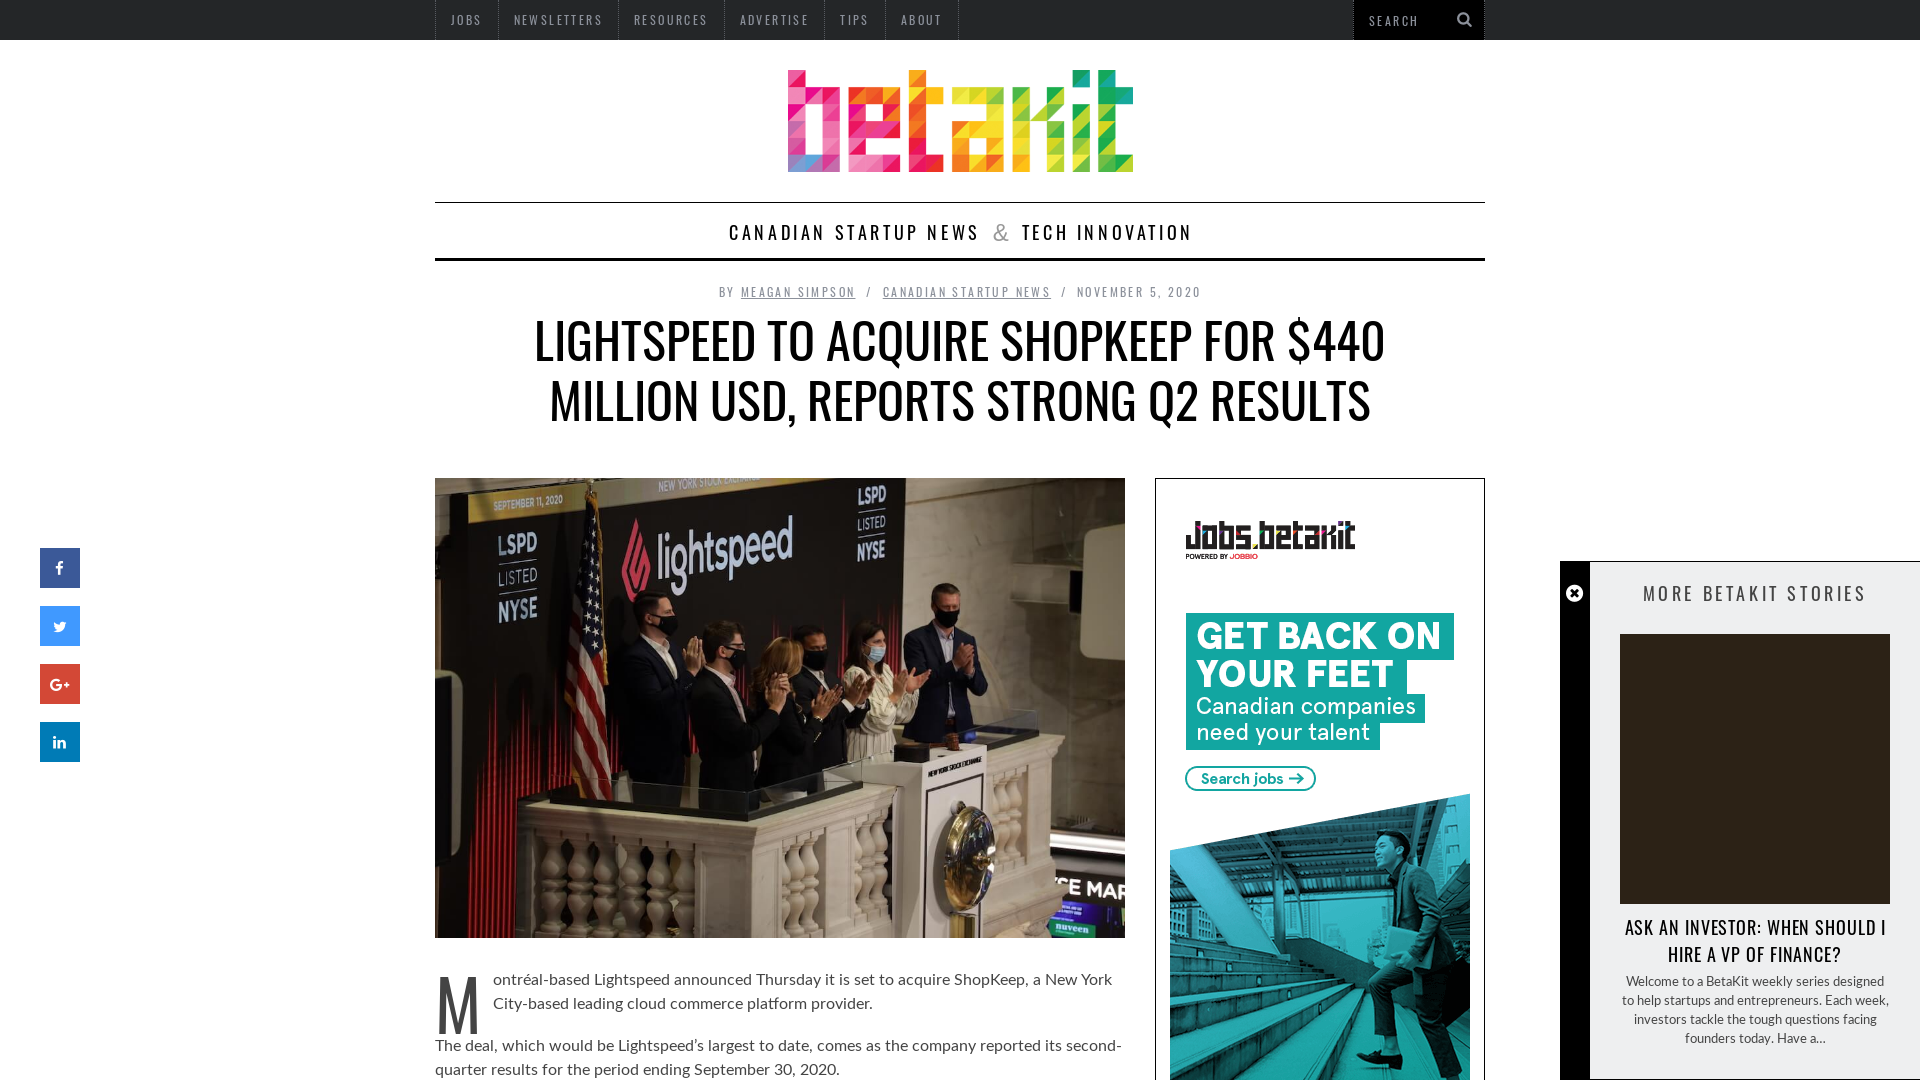 JOBS
NEWSLETTERS
RESOURCES
ADVERTISE
TIPS
ABOUT
SEARCH
betakit
CANADIAN STARTUP NEWS & TECH INNOVATION
BY MEAGAN SIMPSON / CANADIAN STARTUP NEWS / NOVEMBER 5, 2020
LIGHTSPEED TO ACQUIRE SHOPKEEP FOR $440
MILLION USD, REPORTS STRONG Q2 RESULTS
NEW YORK STOCK EXCHANGE
SEPTEMBER 11, 2020
LSPD
LISTED
NYSE
lightspeed
LSPD
LISTED
NYSE
NEW YORK STOCK EXCHANGE
YCE MAR
nuveen
Montréal-based Lightspeed announced Thursday it is set to acquire ShopKeep, a New York
City-based leading cloud commerce platform provider.
The deal, which would be Lightspeed’s largest to date, comes as the company reported its second-
quarter results for the period ending September 30, 2020.
Jobs.betakit
POWERED BY JOBBIO
GET BACK ON
YOUR FEET
Canadian companies
need your talent
Search jobs →
MORE BETAKIT STORIES
ASK AN INVESTOR: WHEN SHOULD I
HIRE A VP OF FINANCE?
Welcome to a BetaKit weekly series designed
to help startups and entrepreneurs. Each week,
investors tackle the tough questions facing
founders today. Have a...